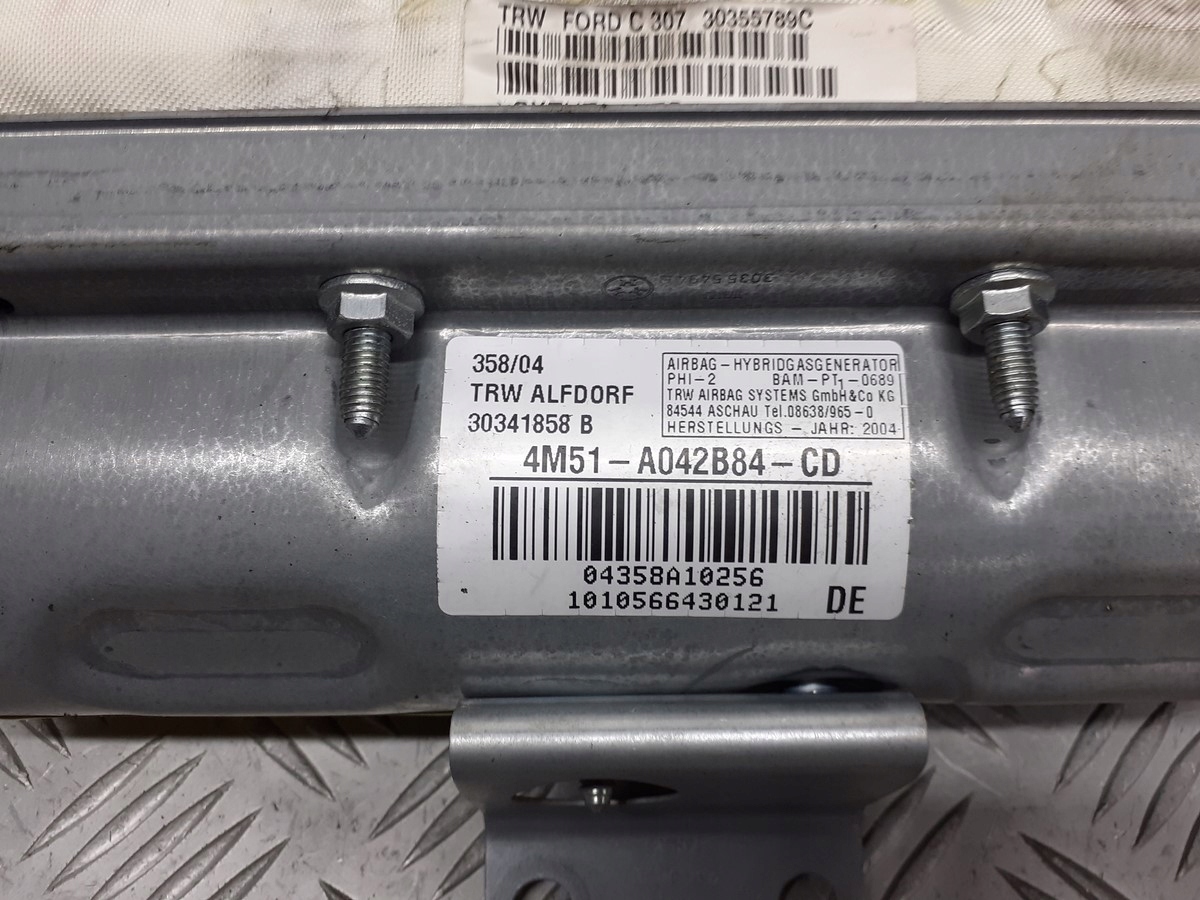 TRW FORD C 307 30355789C
358/04
TRW ALFDORF
30341858 B
AIRBAG - HYBRIDGASGENERATOR
PHI-2 BAM-PT1-0689
TRW AIRBAG SYSTEMS GmbH&Co KG
84544 ASCHAU Tel.08638/965-0
HERSTELLUNGS - JAHR: 2004
4M51-A042B84-CD
04358A10256
1010566430121 DE